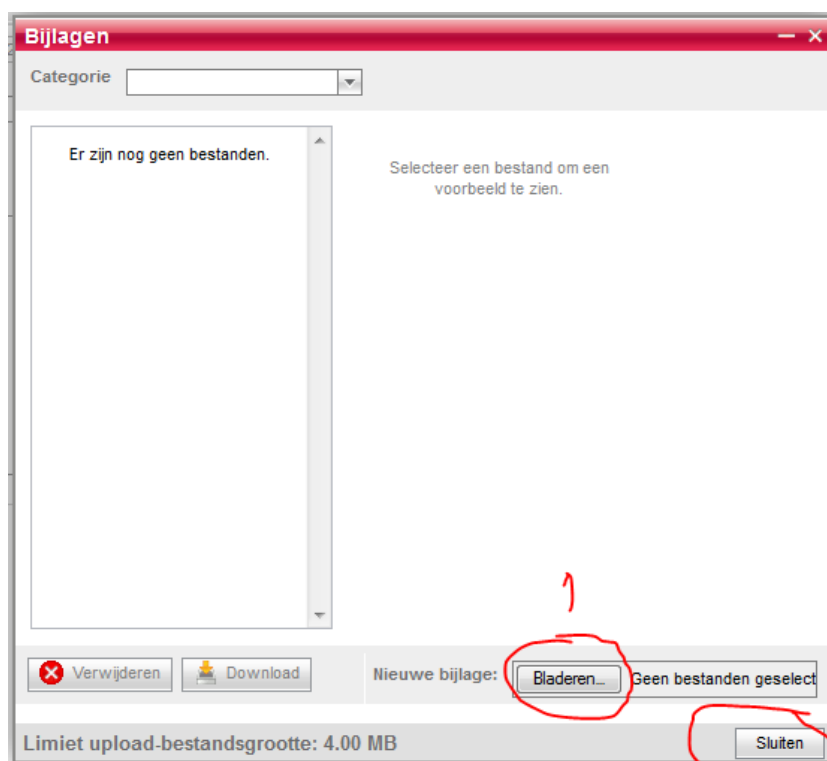 Bijlagen
Categorie
Er zijn nog geen bestanden.
Selecteer een bestand om een
voorbeeld te zien.
1
Verwijderen
Download
Nieuwe bijlage:
Bladeren...
Geen bestanden geselect
Limiet upload-bestandsgrootte: 4.00 MB
Sluiten